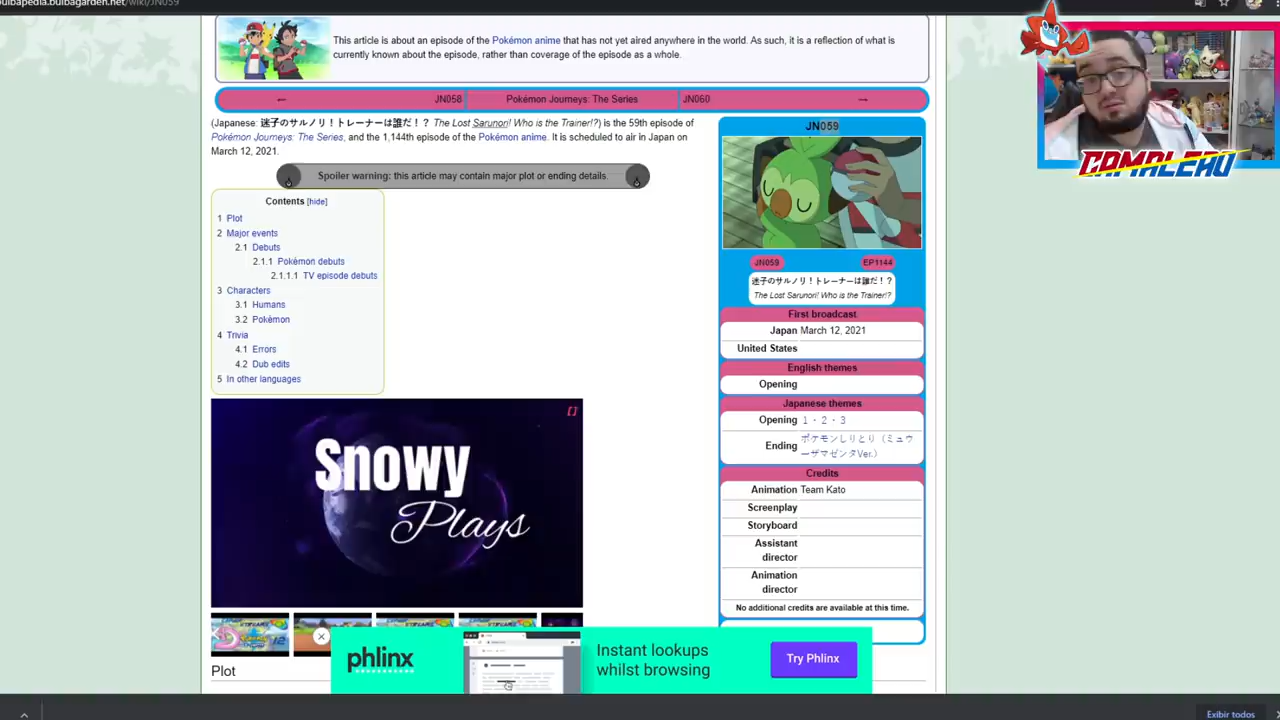 bulbapedia.bulbagarden.net/wiki/JN059
This article is about an episode of the Pokémon anime that has not yet aired anywhere in the world. As such, it is a reflection of what is
currently known about the episode, rather than coverage of the episode as a whole.
← JN058 Pokémon Journeys: The Series JN060 →
(Japanese: 迷子のサルノリ！トレーナーは誰だ！？ The Lost Sarunori! Who is the Trainer!?) is the 59th episode of
Pokémon Journeys: The Series, and the 1,144th episode of the Pokémon anime. It is scheduled to air in Japan on
March 12, 2021.
Spoiler warning: this article may contain major plot or ending details.
Contents [hide]
1 Plot
2 Major events
2.1 Debuts
2.1.1 Pokémon debuts
2.1.1.1 TV episode debuts
3 Characters
3.1 Humans
3.2 Pokémon
4 Trivia
4.1 Errors
4.2 Dub edits
5 In other languages
Snowy
Plays
Plot
JN059
JN059 EP1144
迷子のサルノリ！トレーナーは誰だ！？
The Lost Sarunori! Who is the Trainer!?
First broadcast
Japan March 12, 2021
United States
English themes
Opening
Japanese themes
Opening 1・2・3
Ending ポケモンしりとり（ミュウ
ーザマゼンタVer.）
Credits
Animation Team Kato
Screenplay
Storyboard
Assistant
director
Animation
director
No additional credits are available at this time.
CAMALEAO
phlinx
Instant lookups
whilst browsing
Try Phlinx
Exibir todos